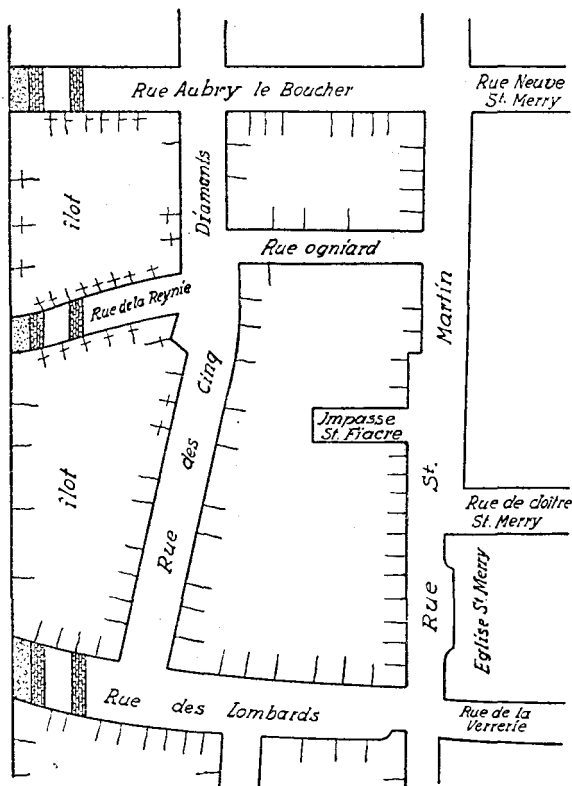 Rue Aubry le Boucher
Rue Neuve
St. Merry
îlot
Diamants
Rue ogniard
Martin
Rue de la Reynie
Cinq
Impasse
St. Fiacre
des
St.
Rue de cloître
St. Merry
îlot
Rue
Rue
Eglise St. Merry
Rue des Lombards
Rue de la
Verrerie